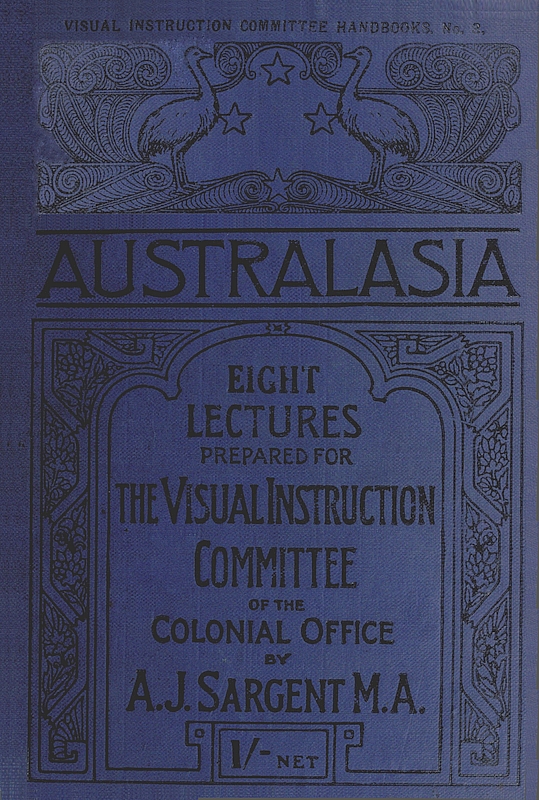 VISUAL INSTRUCTION COMMITTEE HANDBOOKS. No. 2,
AUSTRALASIA
EIGHT
LECTURES
PREPARED FOR
THE VISUAL INSTRUCTION
COMMITTEE
OF THE
COLONIAL OFFICE
BY
A.J. SARGENT M.A.
1/- NET